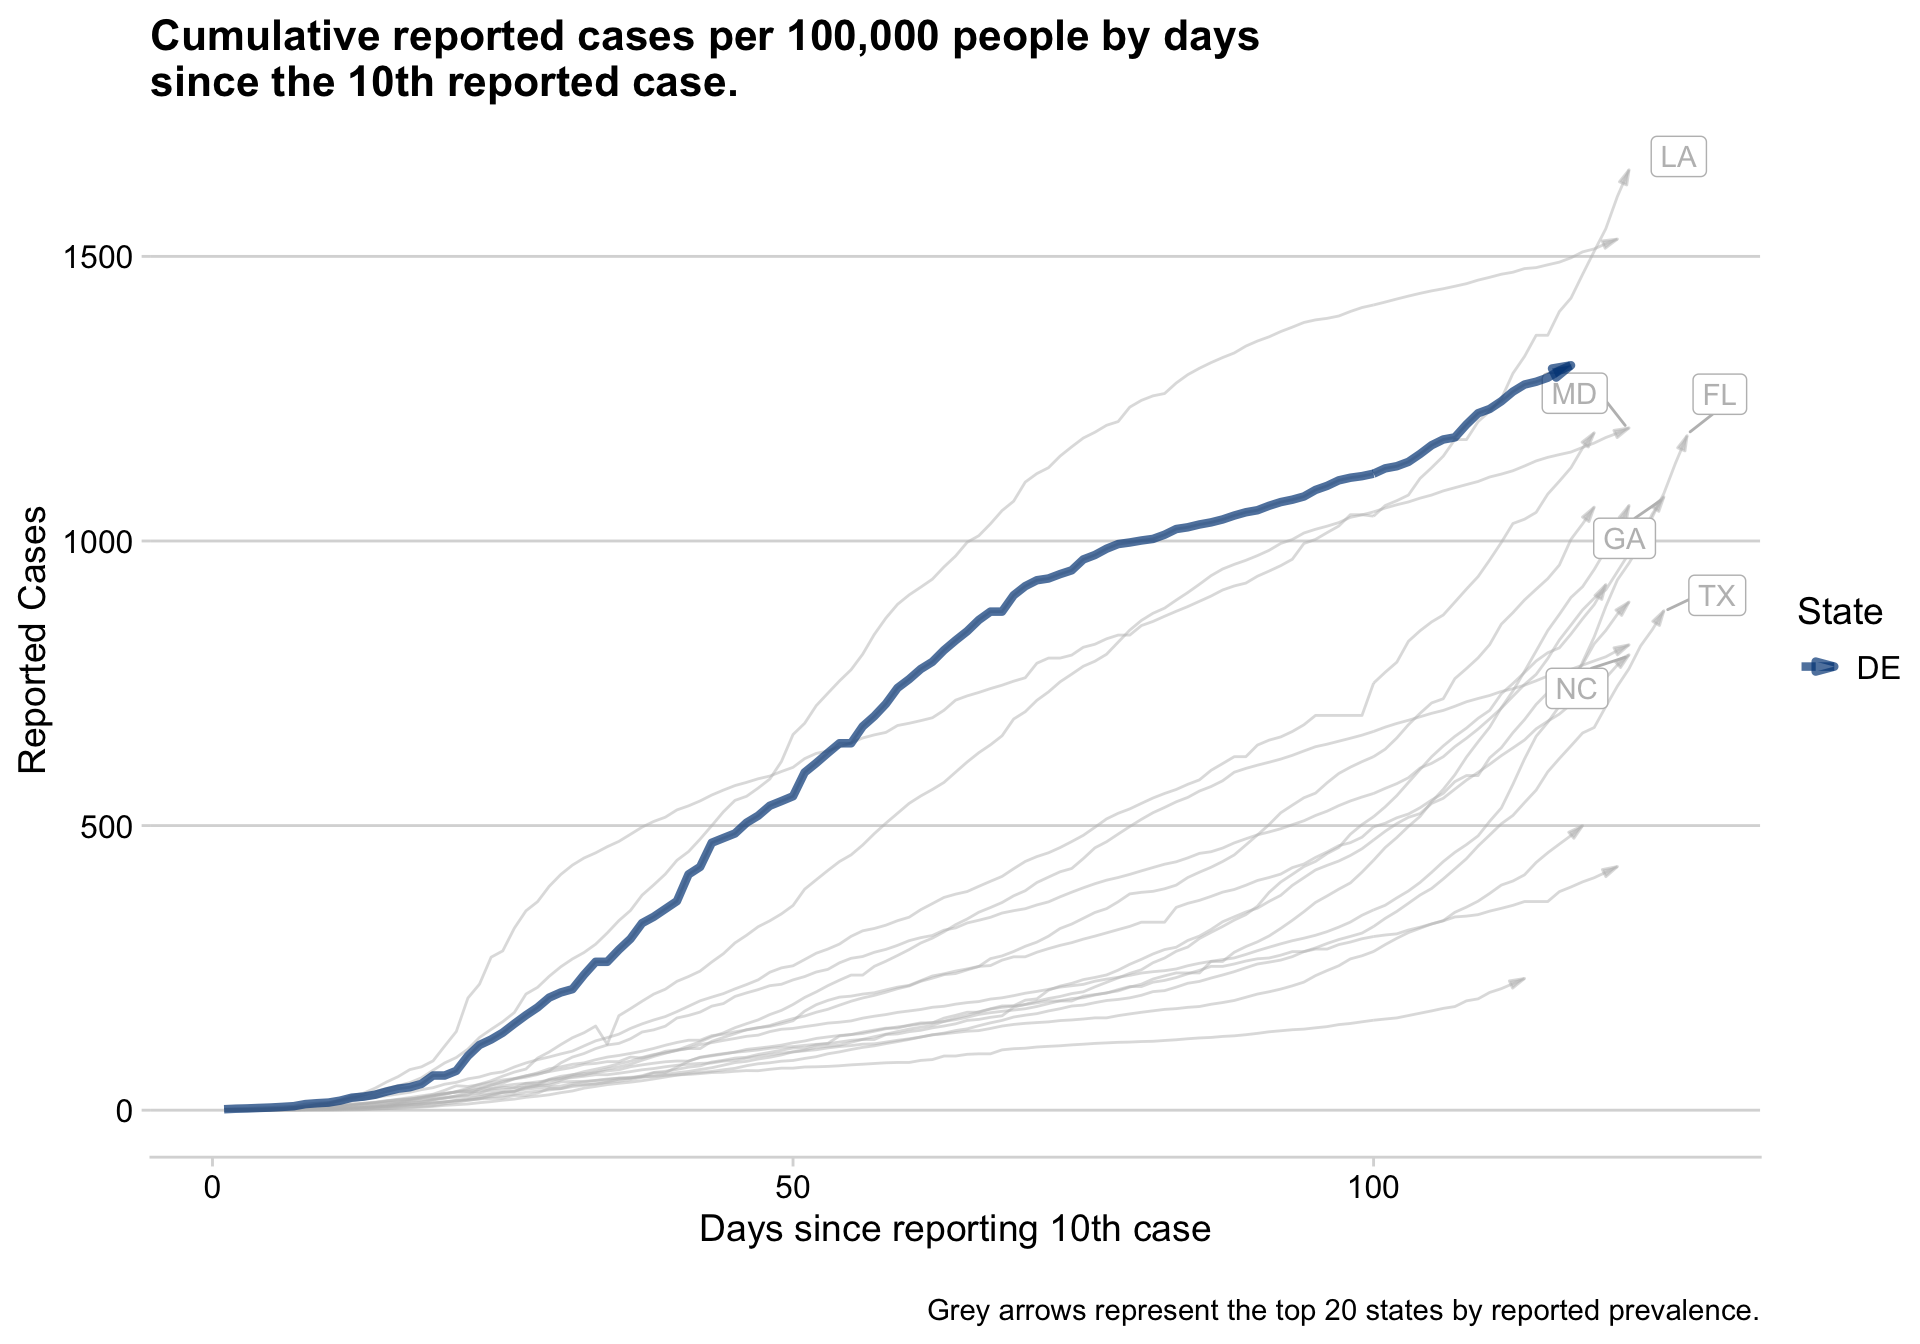 Cumulative reported cases per 100,000 people by days
since the 10th reported case.
LA
1500
MD
FL
GA
1000
TX
NC
500
0
Reported Cases
State
DE
0 50 100
Days since reporting 10th case
Grey arrows represent the top 20 states by reported prevalence.